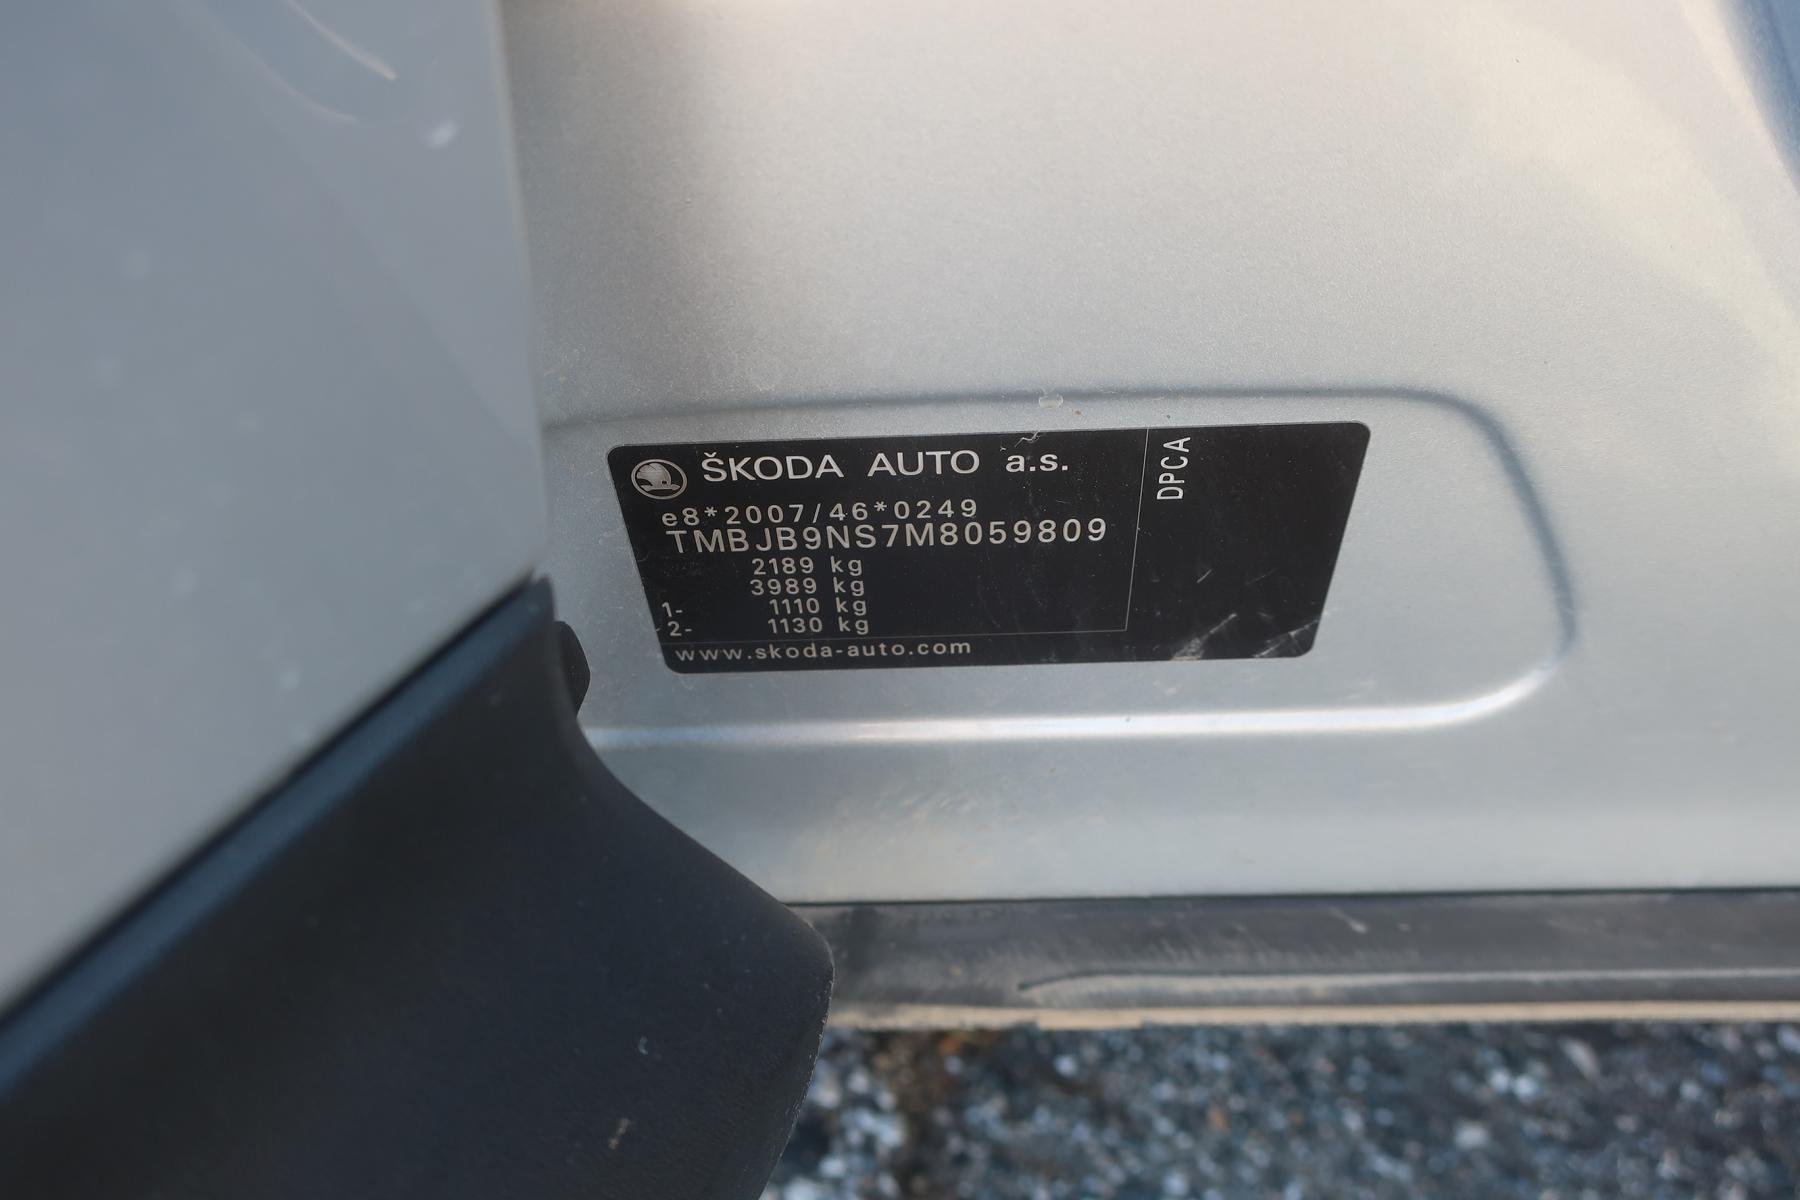 ŠKODA AUTO a.s.
e8*2007/46*0249
TMBJB9NS7M8059809
2189 kg
3989 kg
1- 1110 kg
2- 1130 kg
www.skoda-auto.com
DPCA